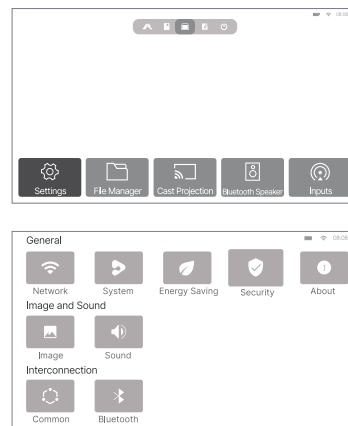 08:08
Settings File Manager Cast Projection Bluetooth Speaker Inputs
General 08:08
Network System Energy Saving Security About
Image and Sound
Image Sound
Interconnection
Common Bluetooth